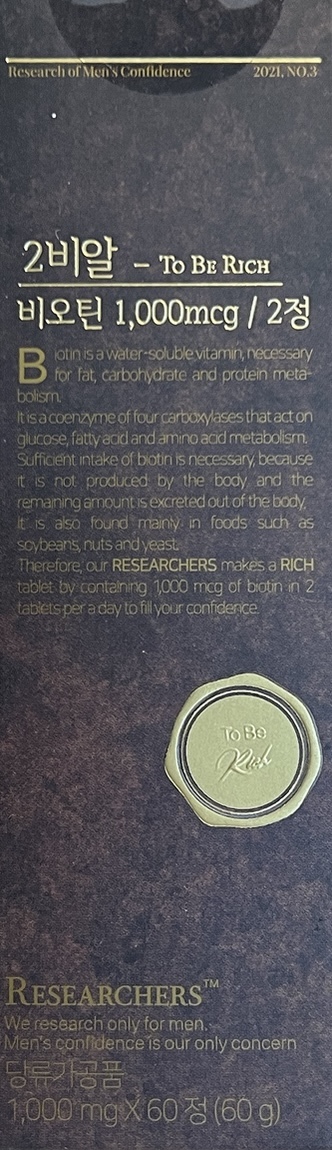 Research of Men's Confidence 2021, NO.3
2비알 – TO BE RICH
비오틴 1,000mcg / 2정
Biotin is a water-soluble vitamin, necessary
for fat, carbohydrate and protein meta-
bolism.
It is a coenzyme of four carboxylases that act on
glucose, fatty acid and amino acid metabolism.
Sufficient intake of biotin is necessary, because
it is not produced by the body and the
remaining amount is excreted out of the body,
It is also found mainly in foods such as
soybeans, nuts and yeast.
Therefore, our RESEARCHERS makes a RICH
tablet by containing 1,000 mcg of biotin in 2
tablets per a day to fill your confidence.
To Be
Rich
RESEARCHERS™
We research only for men.
Men's confidence is our only concern
당류가공품
1,000 mg X 60 정 (60 g)